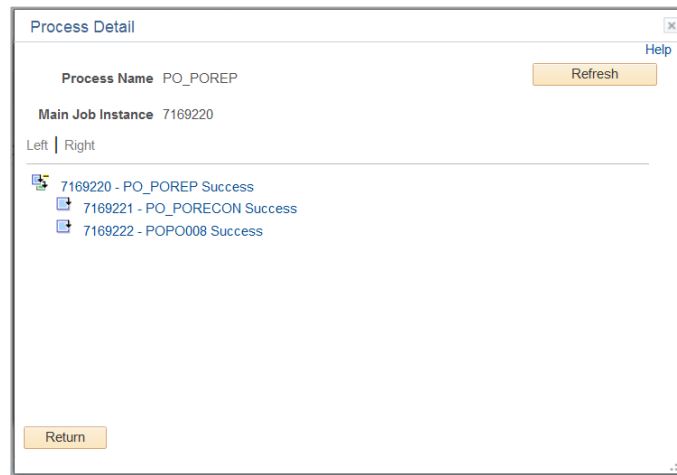 Process Detail
Help
Process Name PO_POREP
Refresh
Main Job Instance 7169220
Left | Right
7169220 - PO_POREP Success
7169221 - PO_PORECON Success
7169222 - POPO008 Success
Return